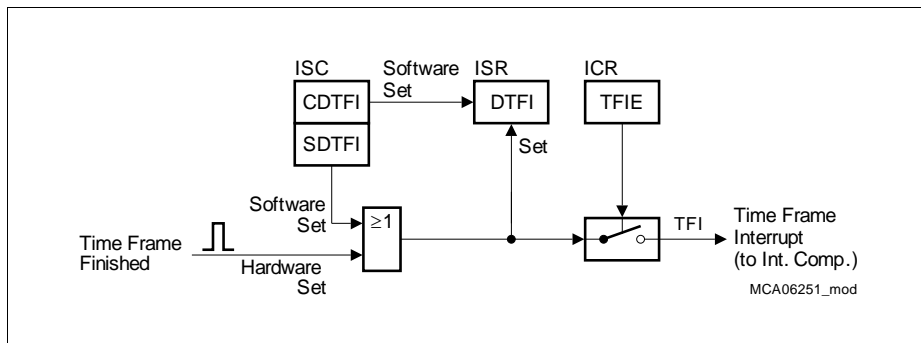 ISC
Software
Set
ISR
ICR
CDTFI
DTFI
TFIE
SDTFI
Set
Software
Set
≥1
TFI
Time Frame
Interrupt
(to Int. Comp.)
Time Frame
Finished
Hardware
Set
MCA06251_mod